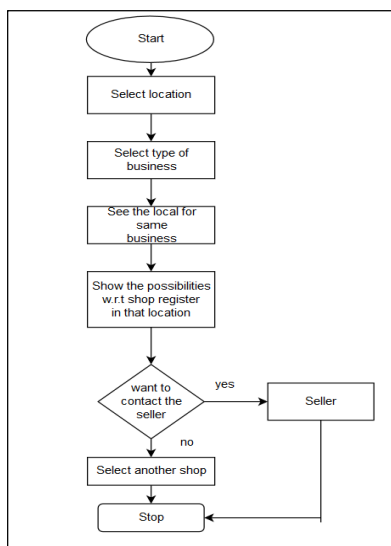 Start
Select location
Select type of
business
See the local for
same
business
Show the possibilities
w.r.t shop register
in that location
want to
contact the
seller
yes
Seller
no
Select another shop
Stop